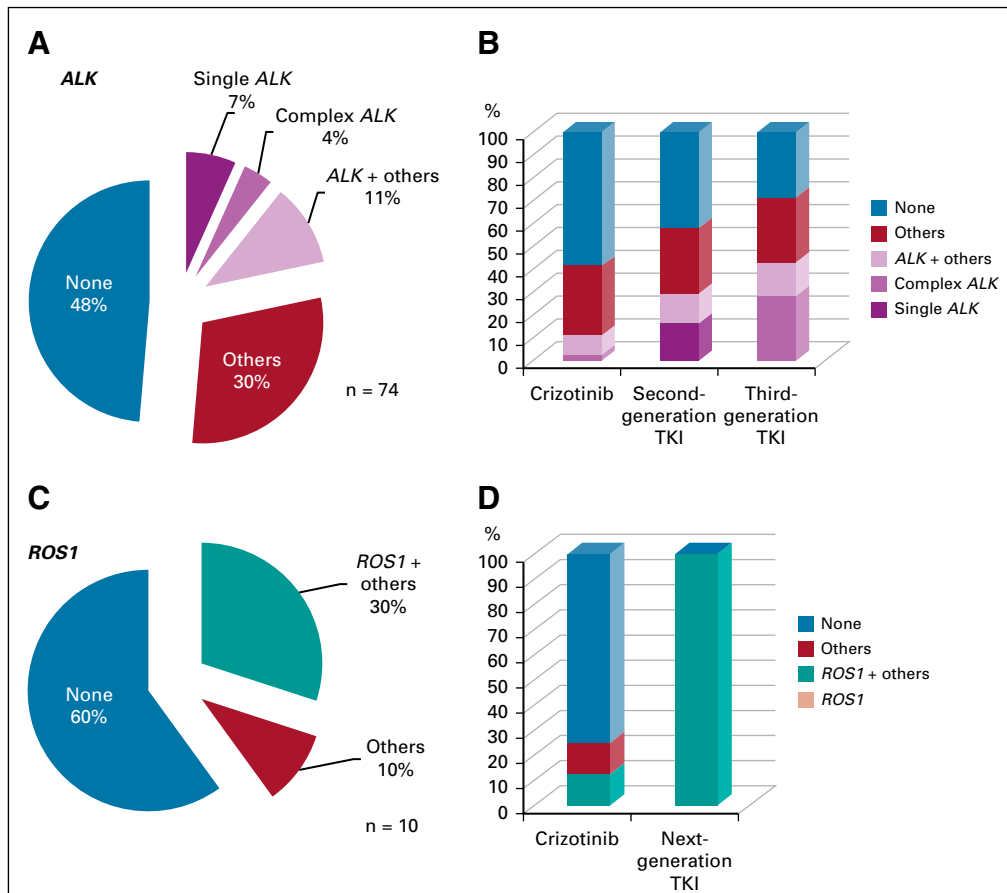 A
ALK
Single ALK
7%
Complex ALK
4%
ALK + others
11%
None
48%
Others
30%
n = 74
B
%
100
90
80
70
60
50
40
30
20
10
0
Crizotinib
Second-
generation
TKI
Third-
generation
TKI
None
Others
ALK + others
Complex ALK
Single ALK
C
ROS1
ROS1 +
others
30%
None
60%
Others
10%
n = 10
D
%
100
90
80
70
60
50
40
30
20
10
0
Crizotinib
Next-
generation
TKI
None
Others
ROS1 + others
ROS1